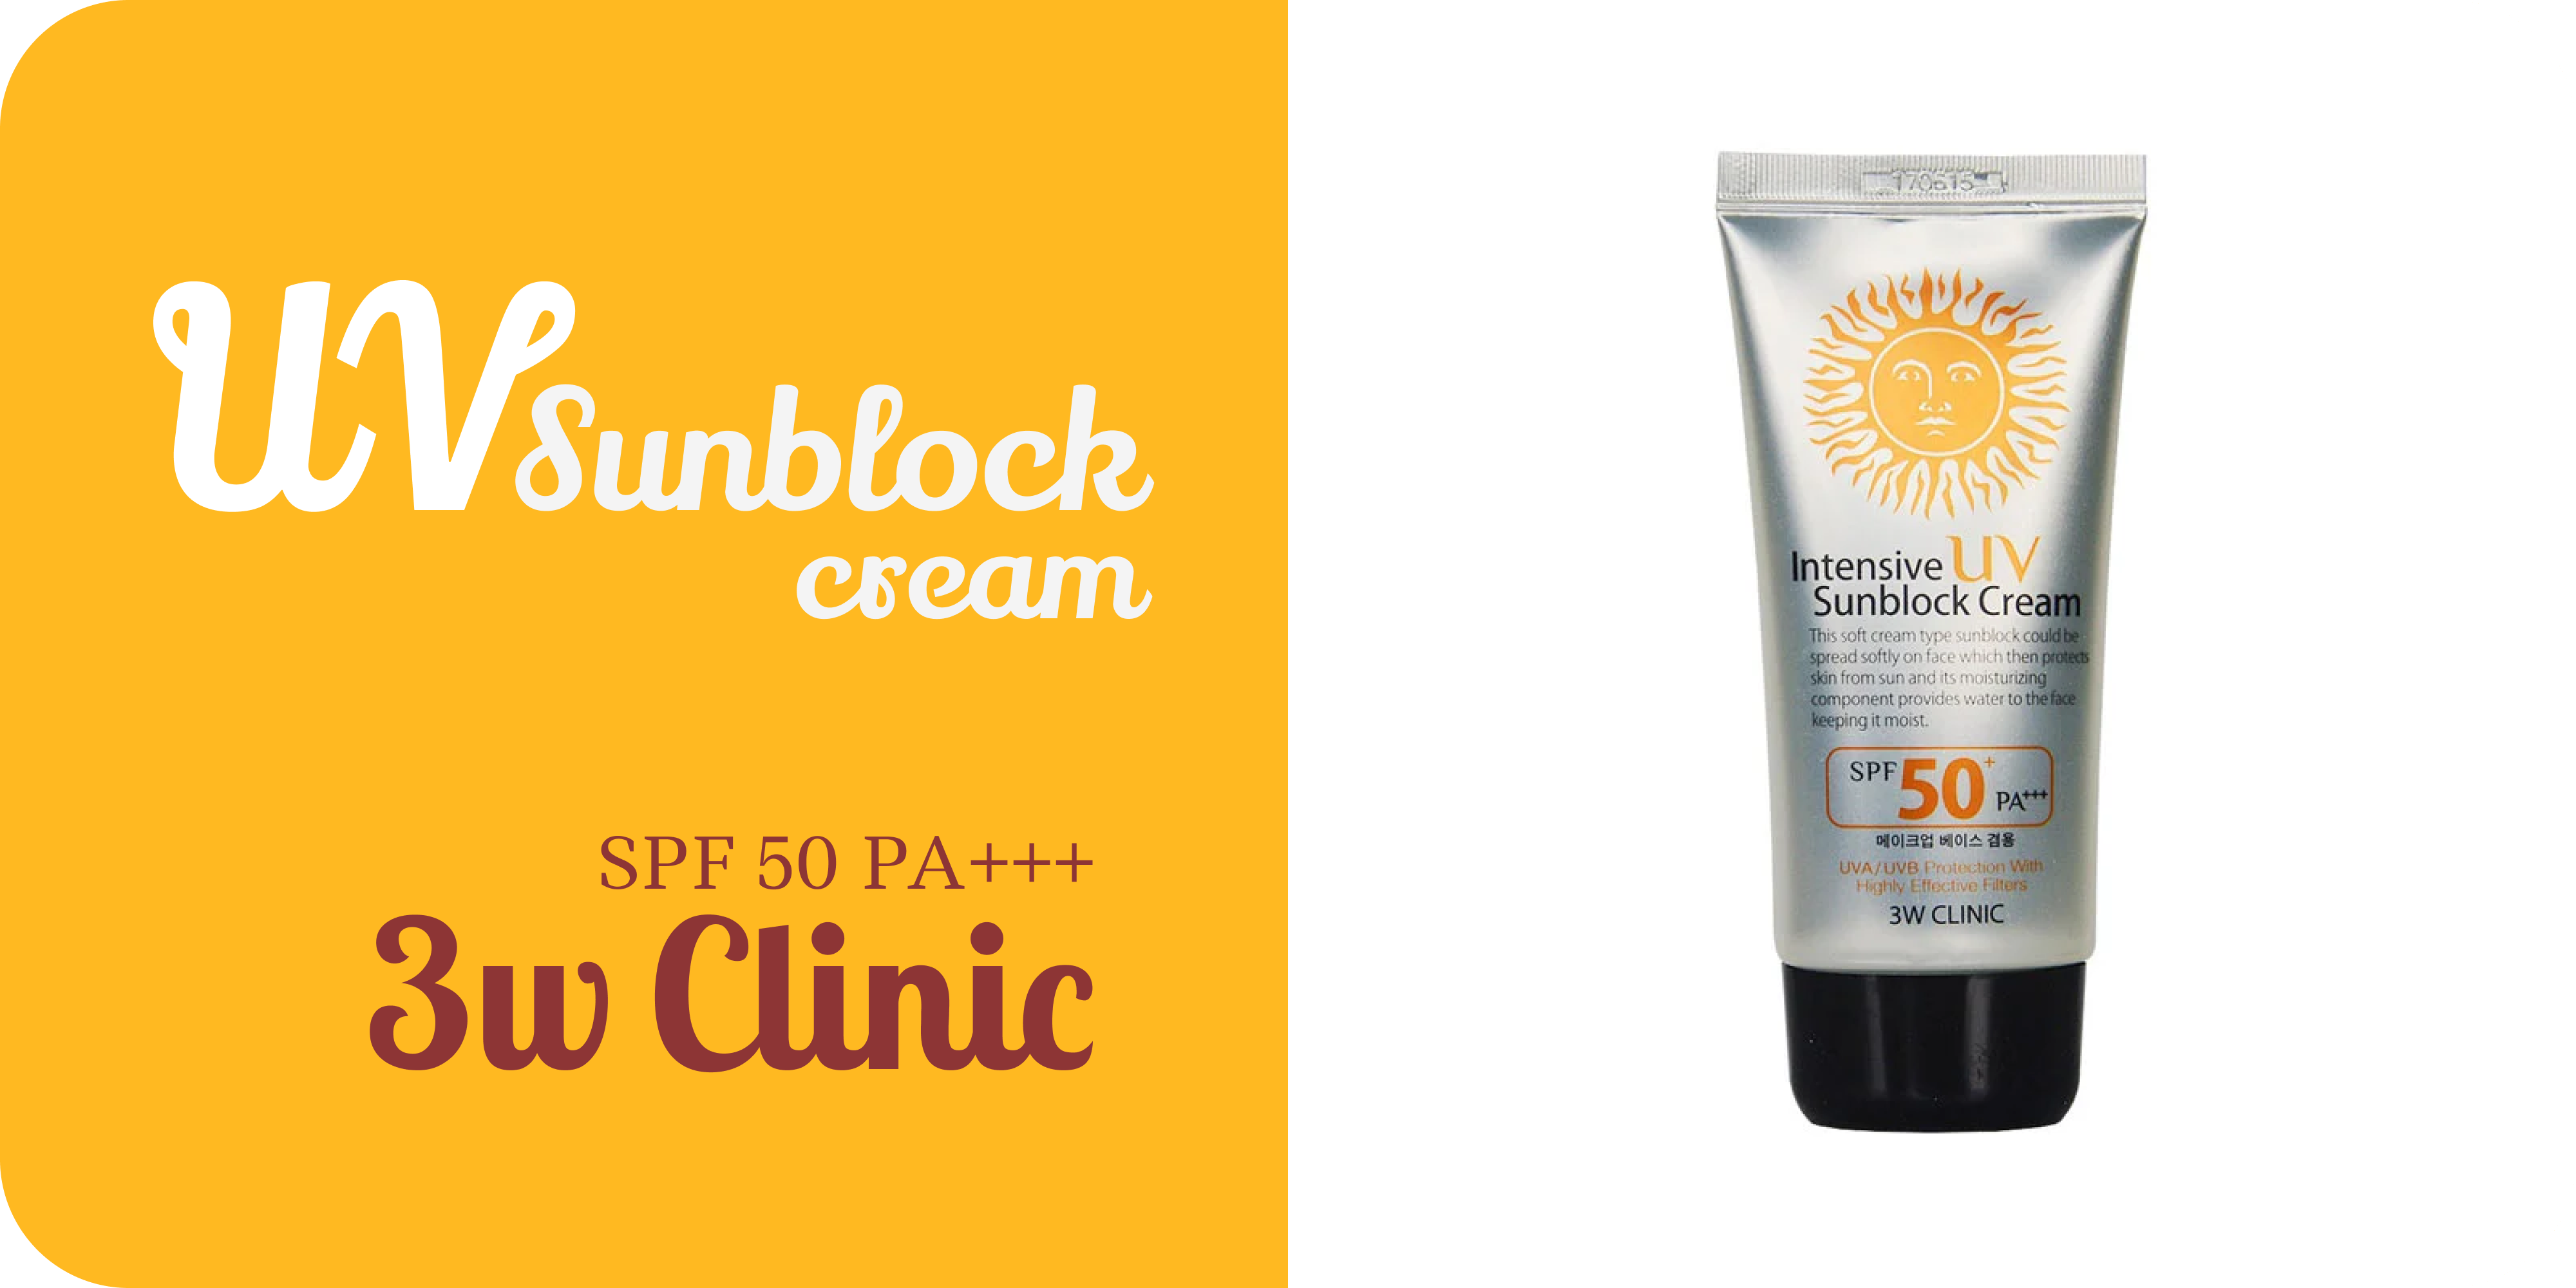 UV Sunblock
cream
SPF 50 PA+++
3w Clinic
170615
Intensive UV
Sunblock Cream
This soft cream type sunblock could be
spread softly on face which then protects
skin from sun and its moisturizing
component provides water to the face
keeping it moist.
SPF 50+ PA+++
메이크업 베이스 겸용
UVA/UVB Protection With
Highly Effective Filters
3W CLINIC